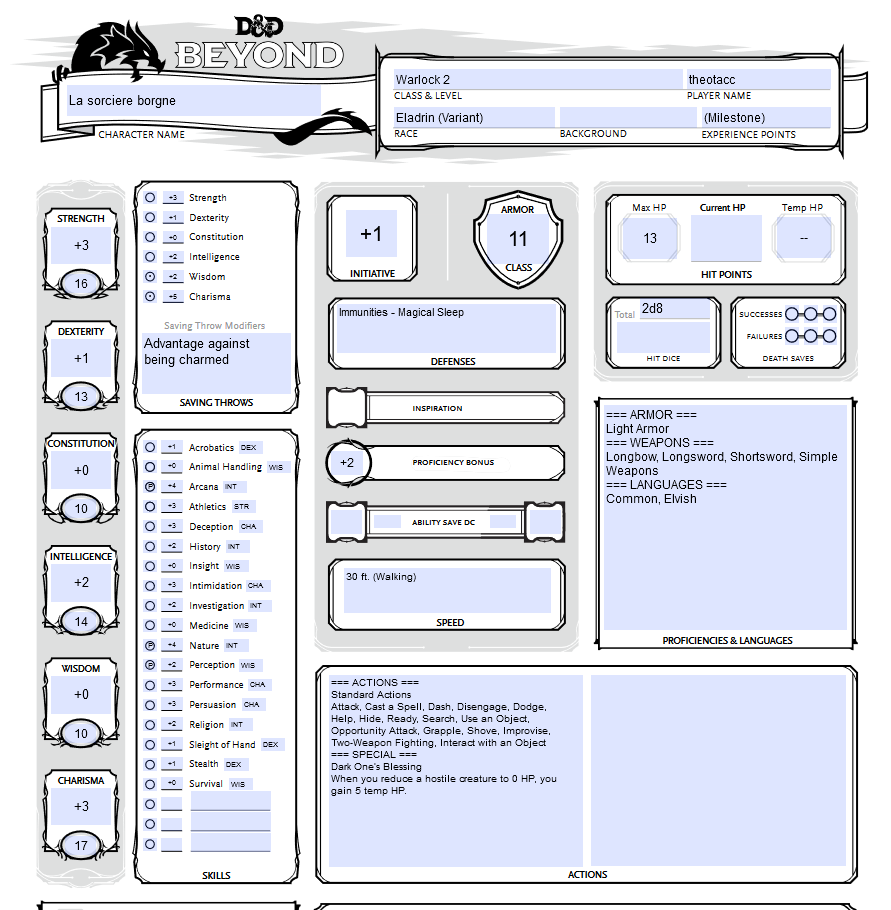 D&D
BEYOND
La sorciere borgne
CHARACTER NAME
Warlock 2
theotacc
CLASS & LEVEL
PLAYER NAME
Eladrin (Variant)
(Milestone)
RACE
BACKGROUND
EXPERIENCE POINTS
STRENGTH
+3
16
DEXTERITY
+1
13
CONSTITUTION
+0
10
INTELLIGENCE
+2
14
WISDOM
+0
10
CHARISMA
+3
17
+3 Strength
+1 Dexterity
+0 Constitution
+2 Intelligence
+2 Wisdom
+5 Charisma
Saving Throw Modifiers
Advantage against
being charmed
SAVING THROWS
+1 Acrobatics DEX
+0 Animal Handling WIS
P +4 Arcana INT
+3 Athletics STR
+3 Deception CHA
+2 History INT
+0 Insight WIS
+3 Intimidation CHA
+2 Investigation INT
+0 Medicine WIS
P +4 Nature INT
P +2 Perception WIS
+3 Performance CHA
+3 Persuasion CHA
+2 Religion INT
+1 Sleight of Hand DEX
+1 Stealth DEX
+0 Survival WIS
SKILLS
+1
INITIATIVE
ARMOR
11
CLASS
Immunities - Magical Sleep
DEFENSES
INSPIRATION
+2 PROFICIENCY BONUS
ABILITY SAVE DC
30 ft. (Walking)
SPEED
Max HP
Current HP
Temp HP
13
--
HIT POINTS
Total 2d8
HIT DICE
SUCCESSES
FAILURES
DEATH SAVES
=== ARMOR ===
Light Armor
=== WEAPONS ===
Longbow, Longsword, Shortsword, Simple
Weapons
=== LANGUAGES ===
Common, Elvish
PROFICIENCIES & LANGUAGES
=== ACTIONS ===
Standard Actions
Attack, Cast a Spell, Dash, Disengage, Dodge,
Help, Hide, Ready, Search, Use an Object,
Opportunity Attack, Grapple, Shove, Improvise,
Two-Weapon Fighting, Interact with an Object
=== SPECIAL ===
Dark One's Blessing
When you reduce a hostile creature to 0 HP, you
gain 5 temp HP.
ACTIONS